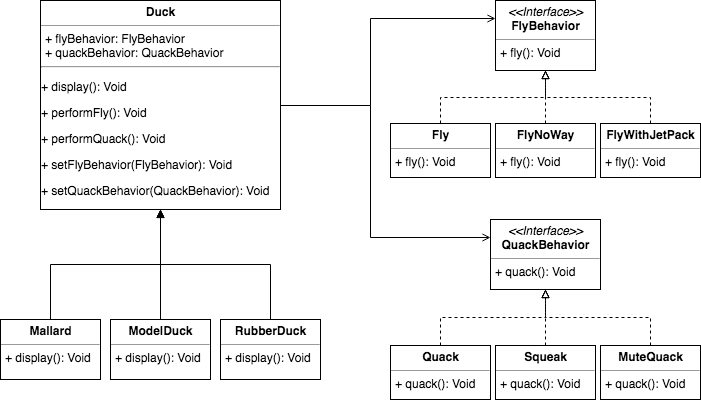 Duck
+ flyBehavior: FlyBehavior
+ quackBehavior: QuackBehavior
+ display(): Void
+ performFly(): Void
+ performQuack(): Void
+ setFlyBehavior(FlyBehavior): Void
+ setQuackBehavior(QuackBehavior): Void
<<Interface>>
FlyBehavior
+ fly(): Void
Fly
+ fly(): Void
FlyNoWay
+ fly(): Void
FlyWithJetPack
+ fly(): Void
<<Interface>>
QuackBehavior
+ quack(): Void
Mallard
+ display(): Void
ModelDuck
+ display(): Void
RubberDuck
+ display(): Void
Quack
+ quack(): Void
Squeak
+ quack(): Void
MuteQuack
+ quack(): Void